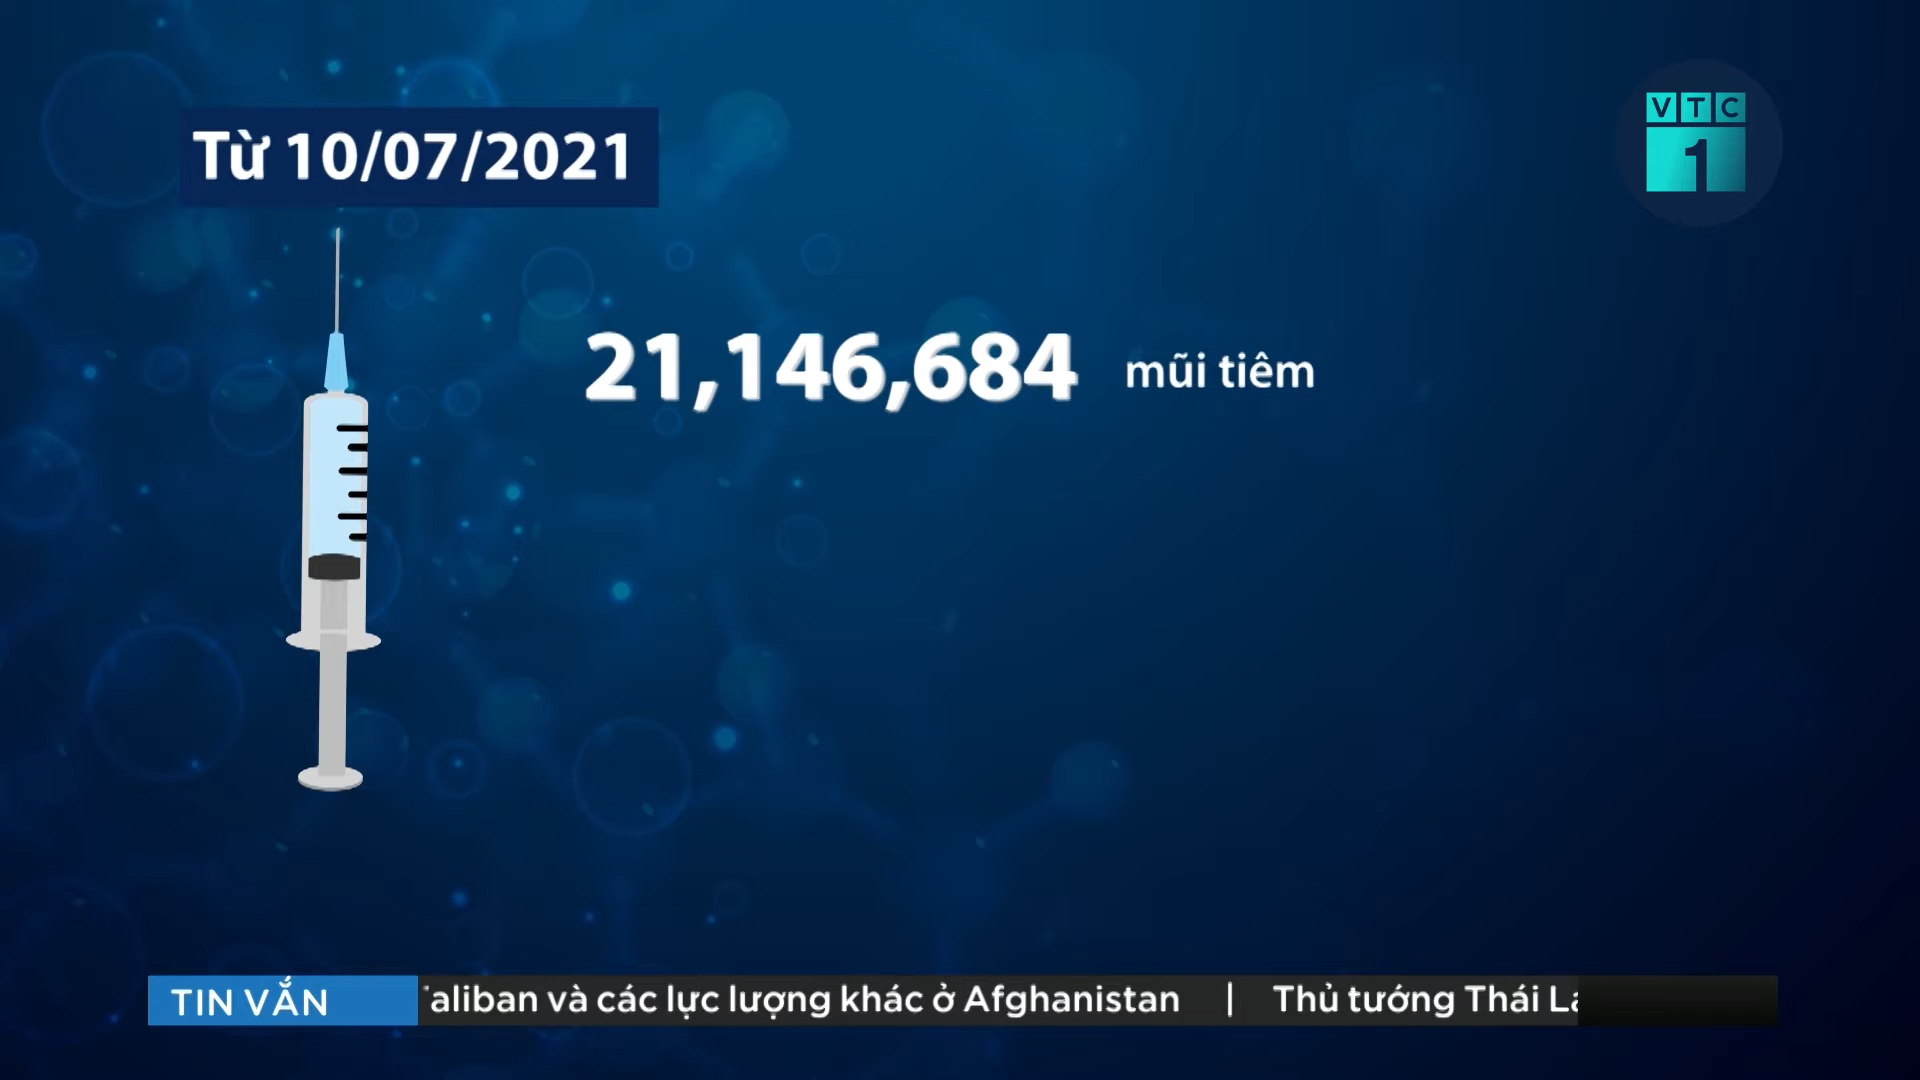 Từ 10/07/2021
VTC
1
21,146,684 mũi tiêm
TIN VẮN
và các lực lượng khác ở Afghanistan | Thủ tướng Thái